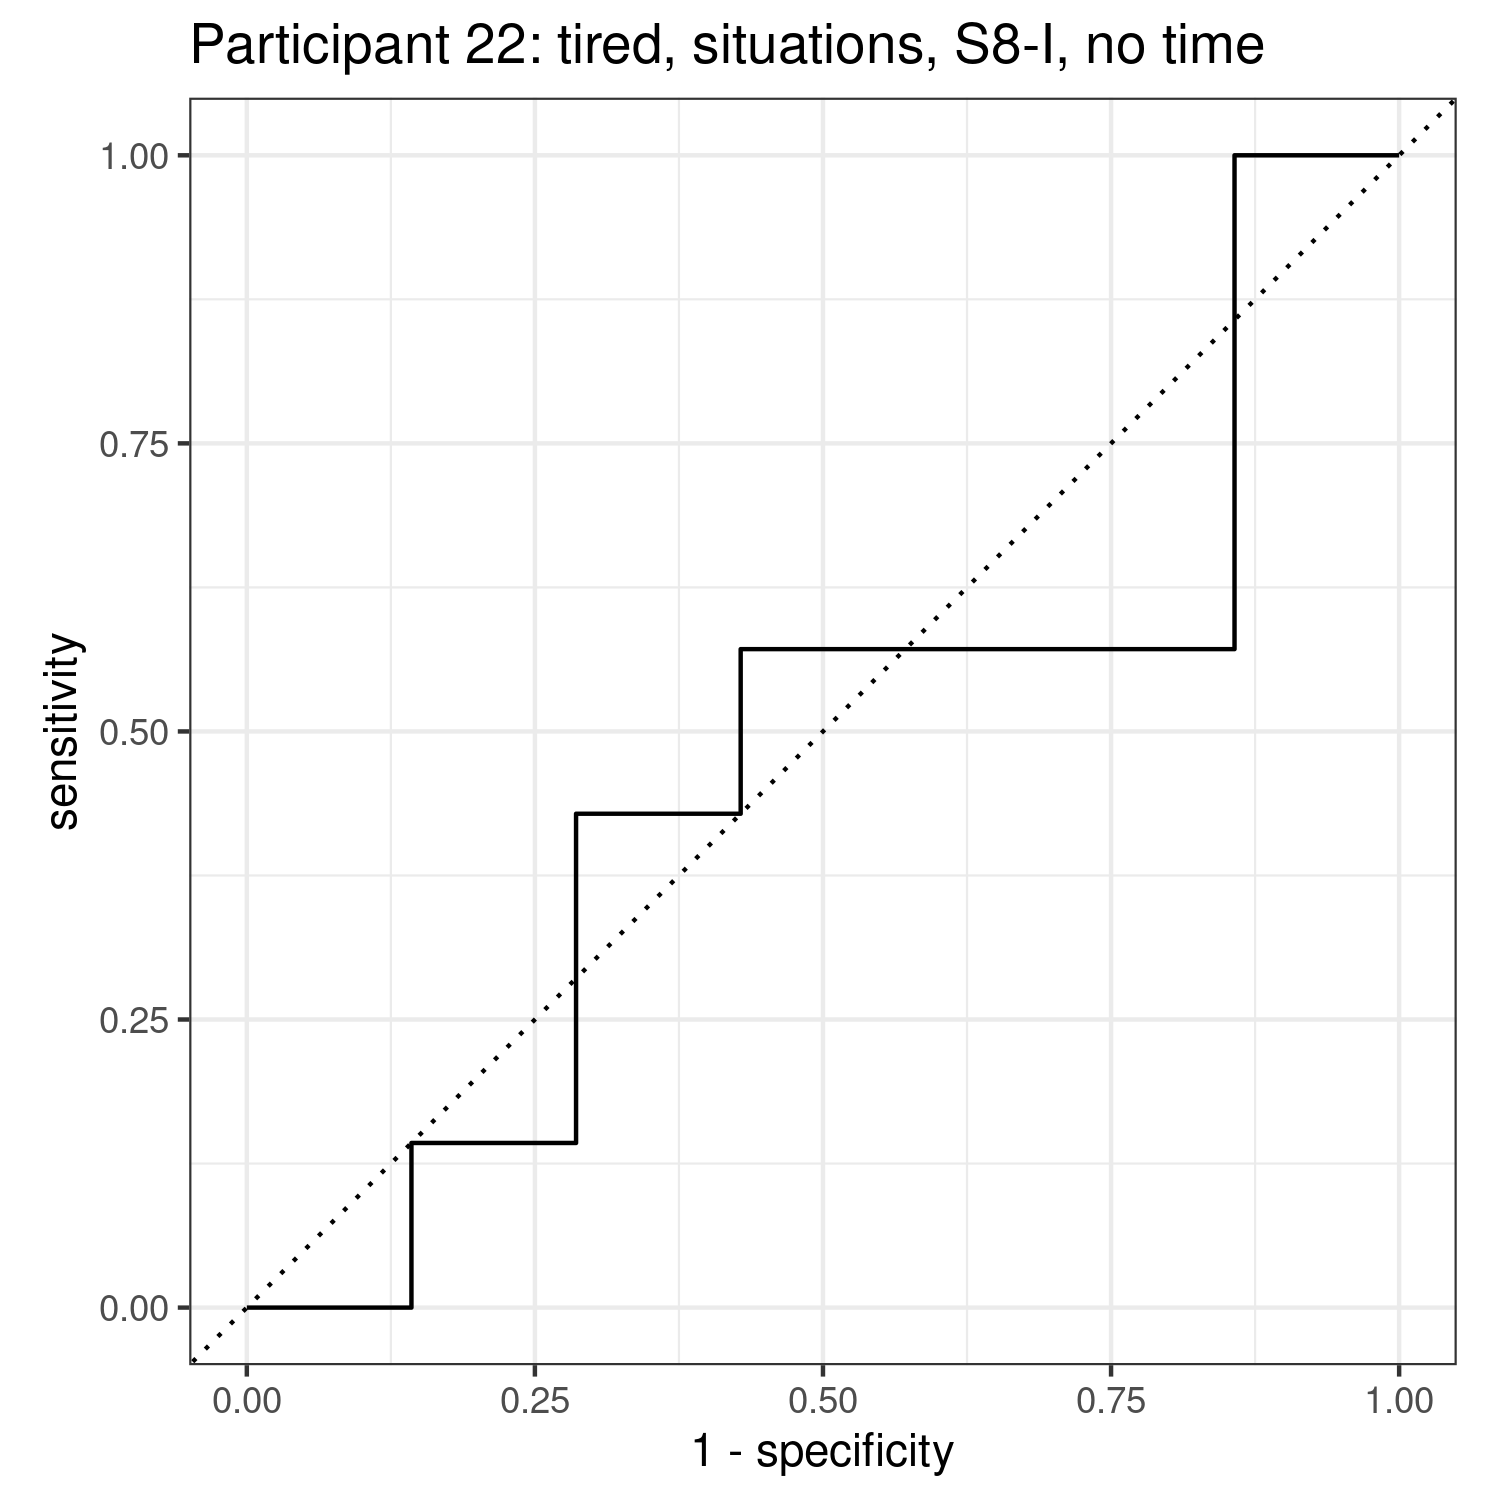 Participant 22: tired, situations, S8-I, no time
sensitivity
1.00
0.75
0.50
0.25
0.00
0.00 0.25 0.50 0.75 1.00
1 - specificity